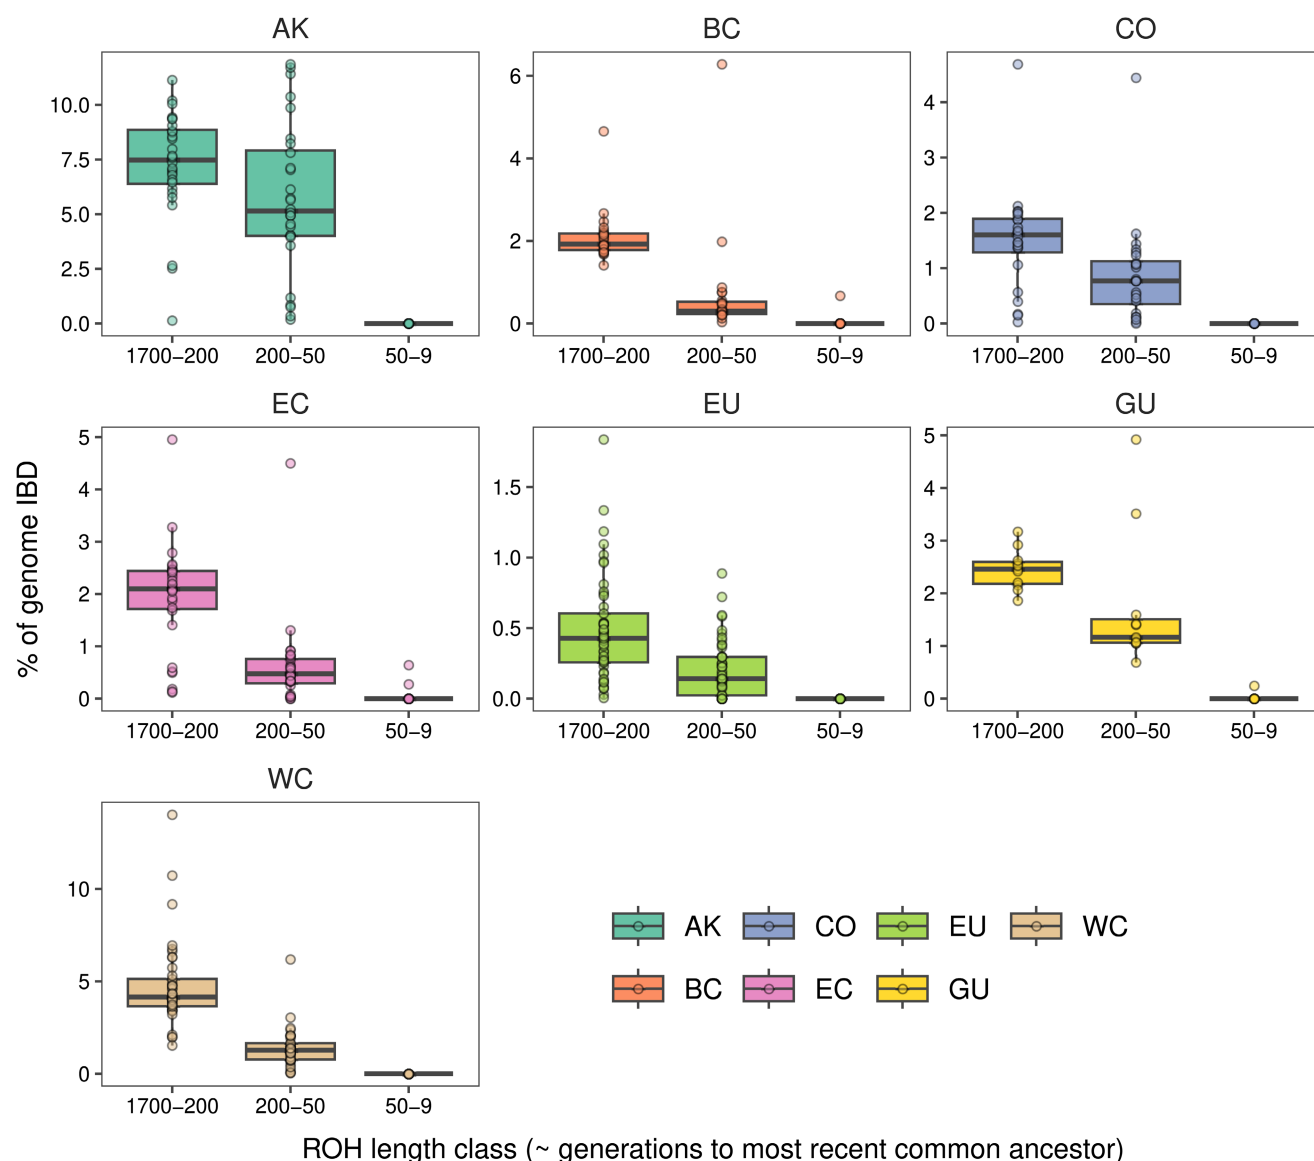 AK
BC
CO
10.0
7.5
5.0
2.5
0.0
6
4
2
0
4
3
2
1
0
1700–200 200–50 50–9
1700–200 200–50 50–9
1700–200 200–50 50–9
EC
EU
GU
% of genome IBD
5
4
3
2
1
0
1.5
1.0
0.5
0.0
5
4
3
2
1
0
1700–200 200–50 50–9
1700–200 200–50 50–9
1700–200 200–50 50–9
WC
10
5
0
1700–200 200–50 50–9
AK CO EU WC
BC EC GU
ROH length class (~ generations to most recent common ancestor)